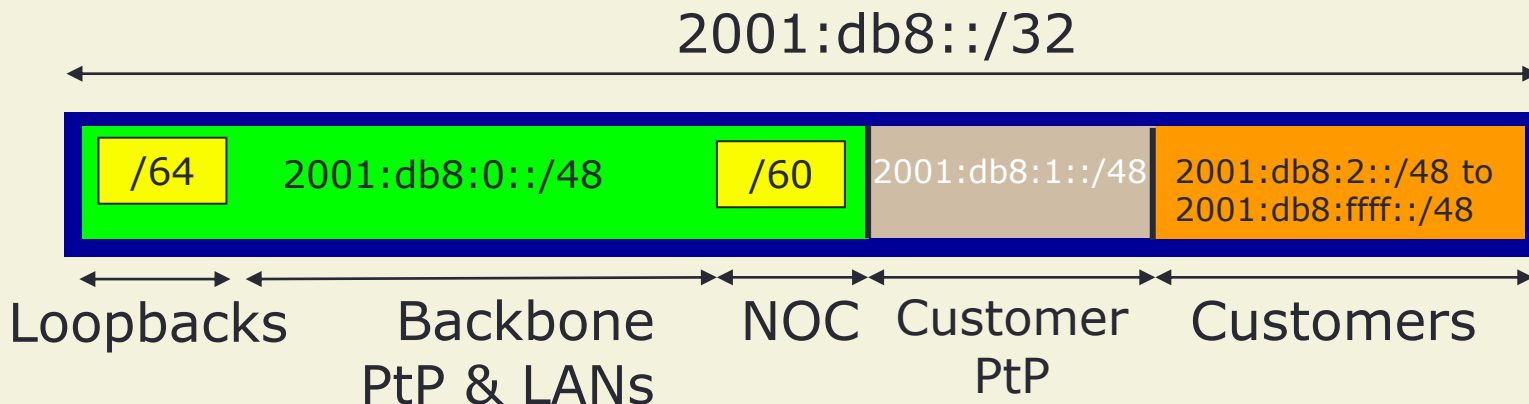 2001:db8::/32
/64
2001:db8:0::/48
/60
2001:db8:1::/48
2001:db8:2::/48 to
2001:db8:ffff::/48
Loopbacks
Backbone
PtP & LANs
NOC
Customer
PtP
Customers